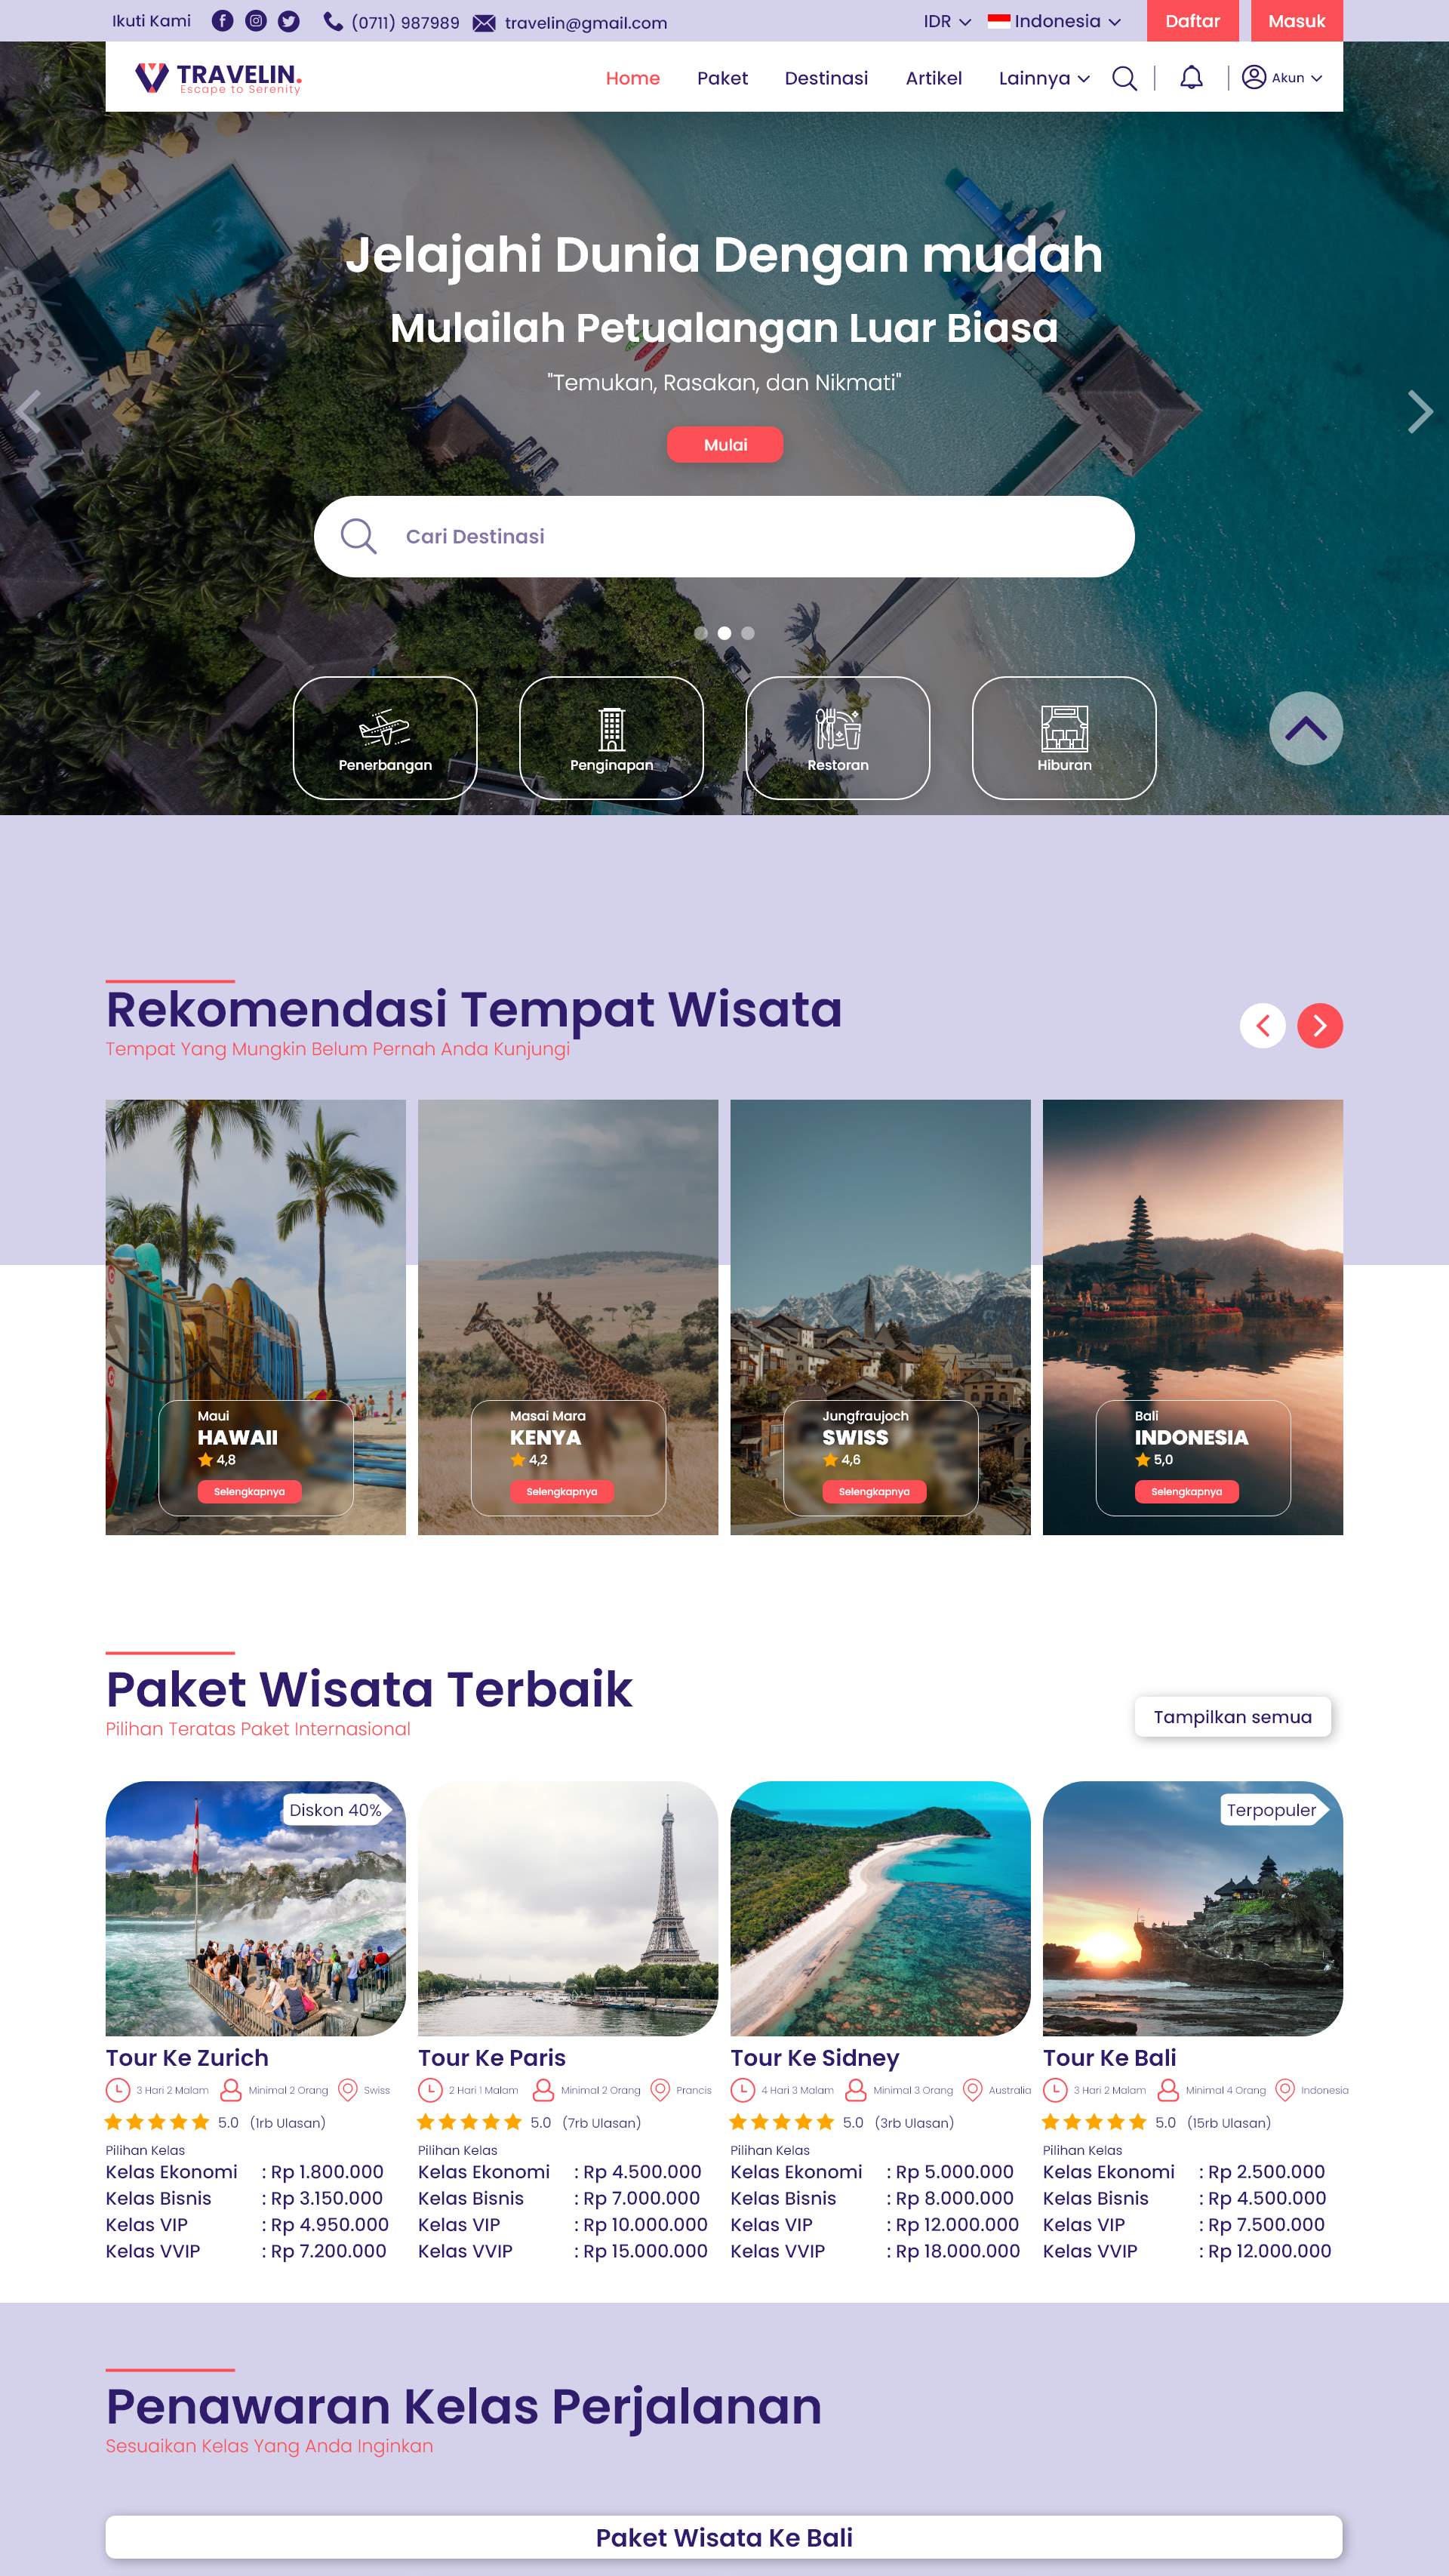 Ikuti Kami (0711) 987989 travelin@gmail.com IDR Indonesia Daftar Masuk
TRAVELIN.
Escape to Serenity
Home Paket Destinasi Artikel Lainnya Akun
Jelajahi Dunia Dengan mudah
Mulailah Petualangan Luar Biasa
"Temukan, Rasakan, dan Nikmati"
Mulai
Cari Destinasi
Penerbangan Penginapan Restoran Hiburan
Rekomendasi Tempat Wisata
Tempat Yang Mungkin Belum Pernah Anda Kunjungi
Maui
HAWAII
4,8
Selengkapnya
Masai Mara
KENYA
4,2
Selengkapnya
Jungfraujoch
SWISS
4,6
Selengkapnya
Bali
INDONESIA
5,0
Selengkapnya
Paket Wisata Terbaik
Pilihan Teratas Paket Internasional
Tampilkan semua
Diskon 40%
Tour Ke Zurich
3 Hari 2 Malam Minimal 2 Orang Swiss
5.0 (1rb Ulasan)
Pilihan Kelas
Kelas Ekonomi : Rp 1.800.000
Kelas Bisnis : Rp 3.150.000
Kelas VIP : Rp 4.950.000
Kelas VVIP : Rp 7.200.000
Tour Ke Paris
2 Hari 1 Malam Minimal 2 Orang Prancis
5.0 (7rb Ulasan)
Pilihan Kelas
Kelas Ekonomi : Rp 4.500.000
Kelas Bisnis : Rp 7.000.000
Kelas VIP : Rp 10.000.000
Kelas VVIP : Rp 15.000.000
Tour Ke Sidney
4 Hari 3 Malam Minimal 3 Orang Australia
5.0 (3rb Ulasan)
Pilihan Kelas
Kelas Ekonomi : Rp 5.000.000
Kelas Bisnis : Rp 8.000.000
Kelas VIP : Rp 12.000.000
Kelas VVIP : Rp 18.000.000
Terpopuler
Tour Ke Bali
3 Hari 2 Malam Minimal 4 Orang Indonesia
5.0 (15rb Ulasan)
Pilihan Kelas
Kelas Ekonomi : Rp 2.500.000
Kelas Bisnis : Rp 4.500.000
Kelas VIP : Rp 7.500.000
Kelas VVIP : Rp 12.000.000
Penawaran Kelas Perjalanan
Sesuaikan Kelas Yang Anda Inginkan
Paket Wisata Ke Bali